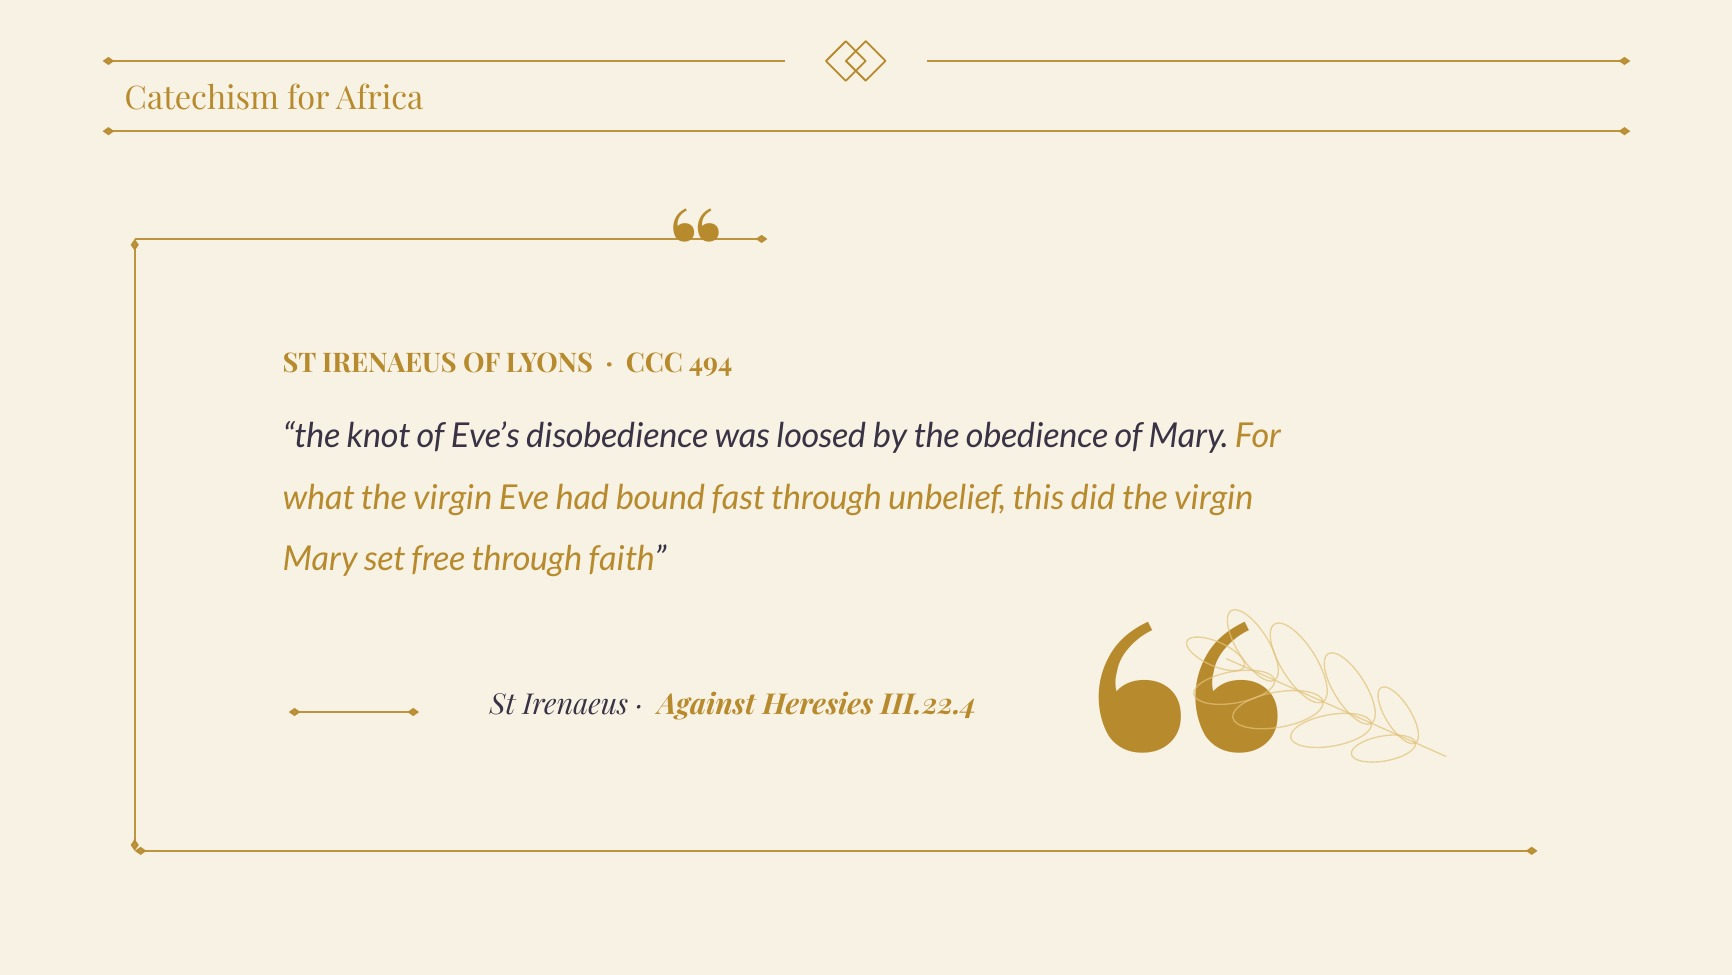 Catechism for Africa
ST IRENAEUS OF LYONS · CCC 494
“the knot of Eve’s disobedience was loosed by the obedience of Mary. For
what the virgin Eve had bound fast through unbelief, this did the virgin
Mary set free through faith”
St Irenaeus · Against Heresies III.22.4